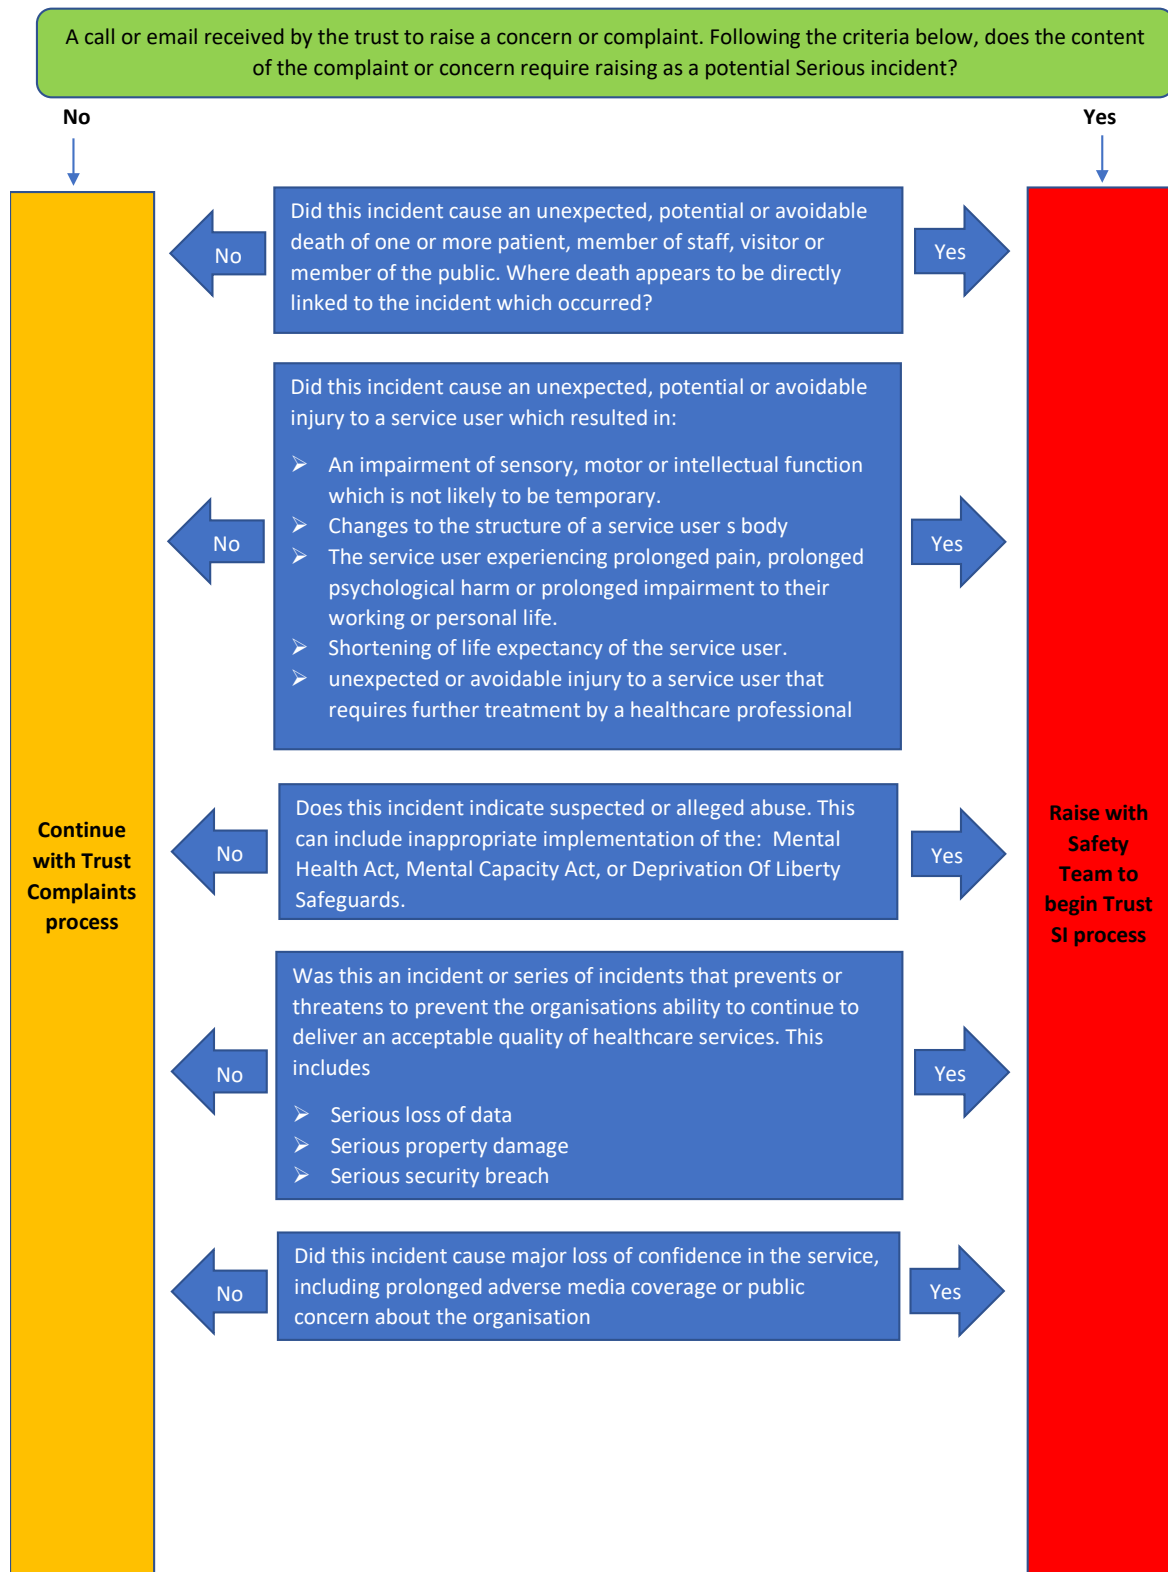 A call or email received by the trust to raise a concern or complaint. Following the criteria below, does the content
of the complaint or concern require raising as a potential Serious incident?
No
Yes
Did this incident cause an unexpected, potential or avoidable
death of one or more patient, member of staff, visitor or
member of the public. Where death appears to be directly
linked to the incident which occurred?
No
Yes
Did this incident cause an unexpected, potential or avoidable
injury to a service user which resulted in:
➢ An impairment of sensory, motor or intellectual function
which is not likely to be temporary.
➢ Changes to the structure of a service user s body
➢ The service user experiencing prolonged pain, prolonged
psychological harm or prolonged impairment to their
working or personal life.
➢ Shortening of life expectancy of the service user.
➢ unexpected or avoidable injury to a service user that
requires further treatment by a healthcare professional
No
Yes
Does this incident indicate suspected or alleged abuse. This
can include inappropriate implementation of the: Mental
Health Act, Mental Capacity Act, or Deprivation Of Liberty
Safeguards.
No
Yes
Continue
with Trust
Complaints
process
Raise with
Safety
Team to
begin Trust
SI process
Was this an incident or series of incidents that prevents or
threatens to prevent the organisations ability to continue to
deliver an acceptable quality of healthcare services. This
includes
➢ Serious loss of data
➢ Serious property damage
➢ Serious security breach
No
Yes
Did this incident cause major loss of confidence in the service,
including prolonged adverse media coverage or public
concern about the organisation
No
Yes